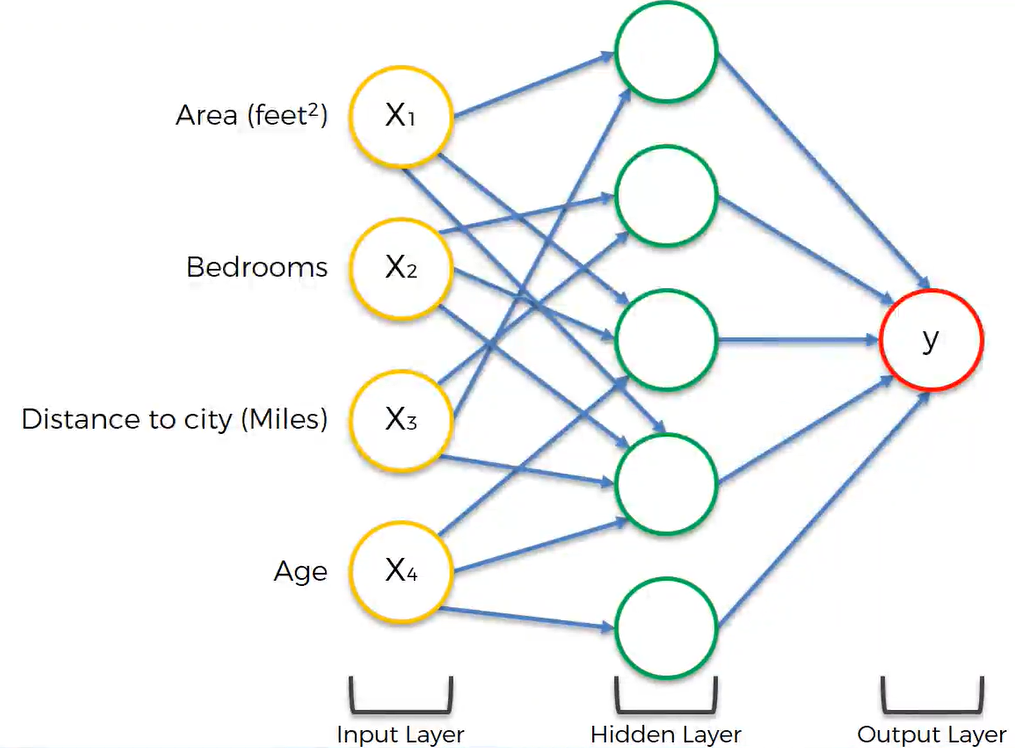 Area (feet²)
X₁
Bedrooms
X₂
Distance to city (Miles)
X₃
Age
X₄
y
Input Layer
Hidden Layer
Output Layer